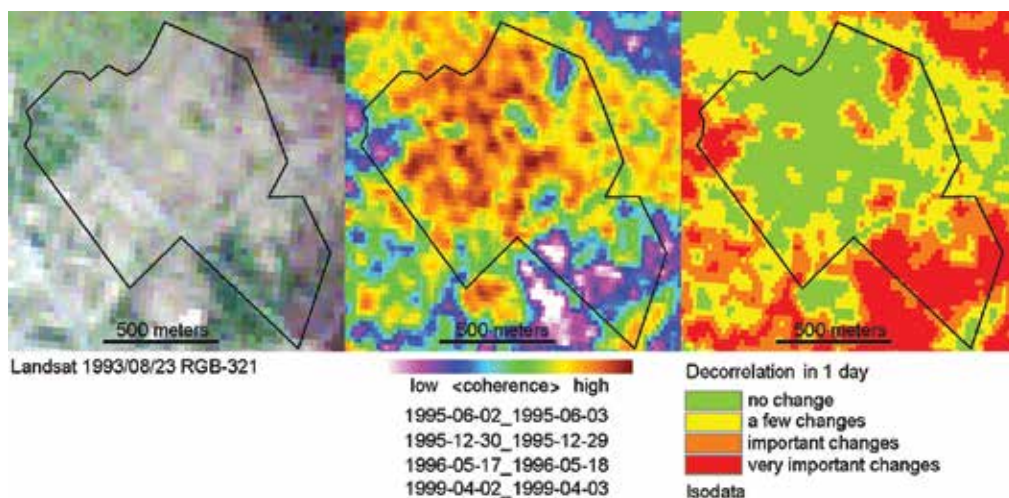 500 meters
500 meters
500 meters
Landsat 1993/08/23 RGB-321
low <coherence> high
1995-06-02_1995-06-03
1995-12-30_1995-12-29
1996-05-17_1996-05-18
1999-04-02_1999-04-03
Decorrelation in 1 day
no change
a few changes
important changes
very important changes
Isodata